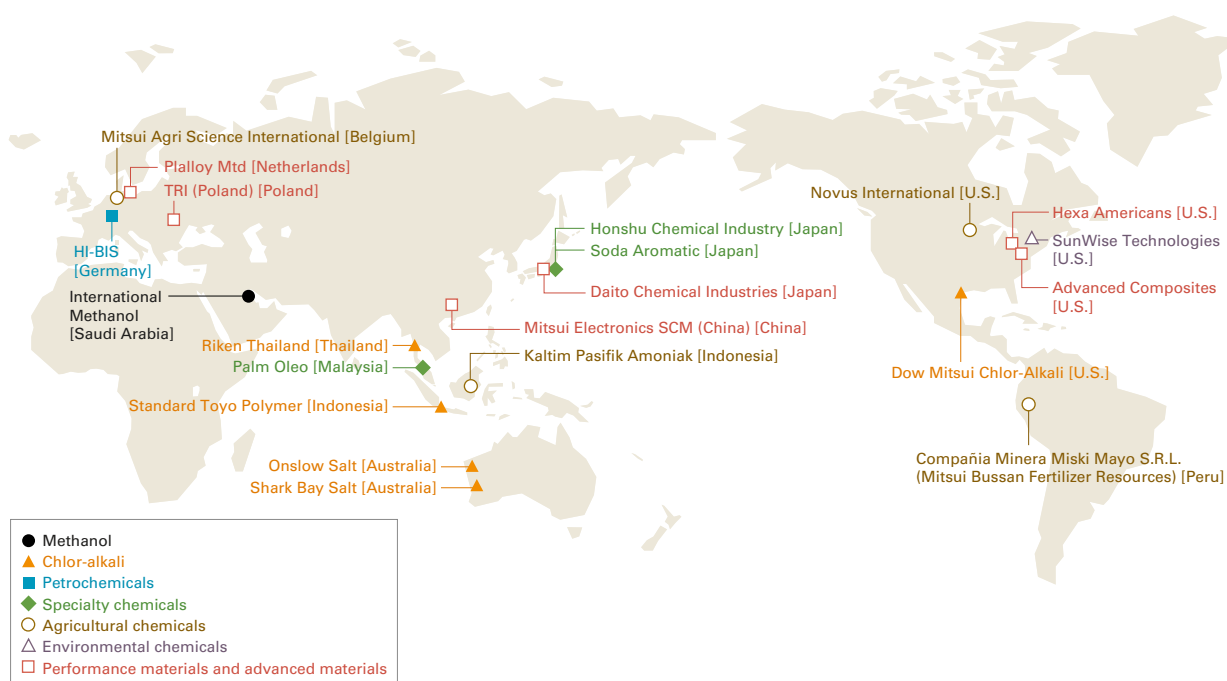 Mitsui Agri Science International [Belgium]
Plalloy Mtd [Netherlands]
TRI (Poland) [Poland]
HI-BIS
[Germany]
International
Methanol
[Saudi Arabia]
Honshu Chemical Industry [Japan]
Soda Aromatic [Japan]
Daito Chemical Industries [Japan]
Mitsui Electronics SCM (China) [China]
Riken Thailand [Thailand]
Kaltim Pasifik Amoniak [Indonesia]
Palm Oleo [Malaysia]
Standard Toyo Polymer [Indonesia]
Onslow Salt [Australia]
Shark Bay Salt [Australia]
Novus International [U.S.]
Hexa Americans [U.S.]
SunWise Technologies
[U.S.]
Advanced Composites
[U.S.]
Dow Mitsui Chlor-Alkali [U.S.]
Compañia Minera Miski Mayo S.R.L.
(Mitsui Bussan Fertilizer Resources) [Peru]
Methanol
Chlor-alkali
Petrochemicals
Specialty chemicals
Agricultural chemicals
Environmental chemicals
Performance materials and advanced materials